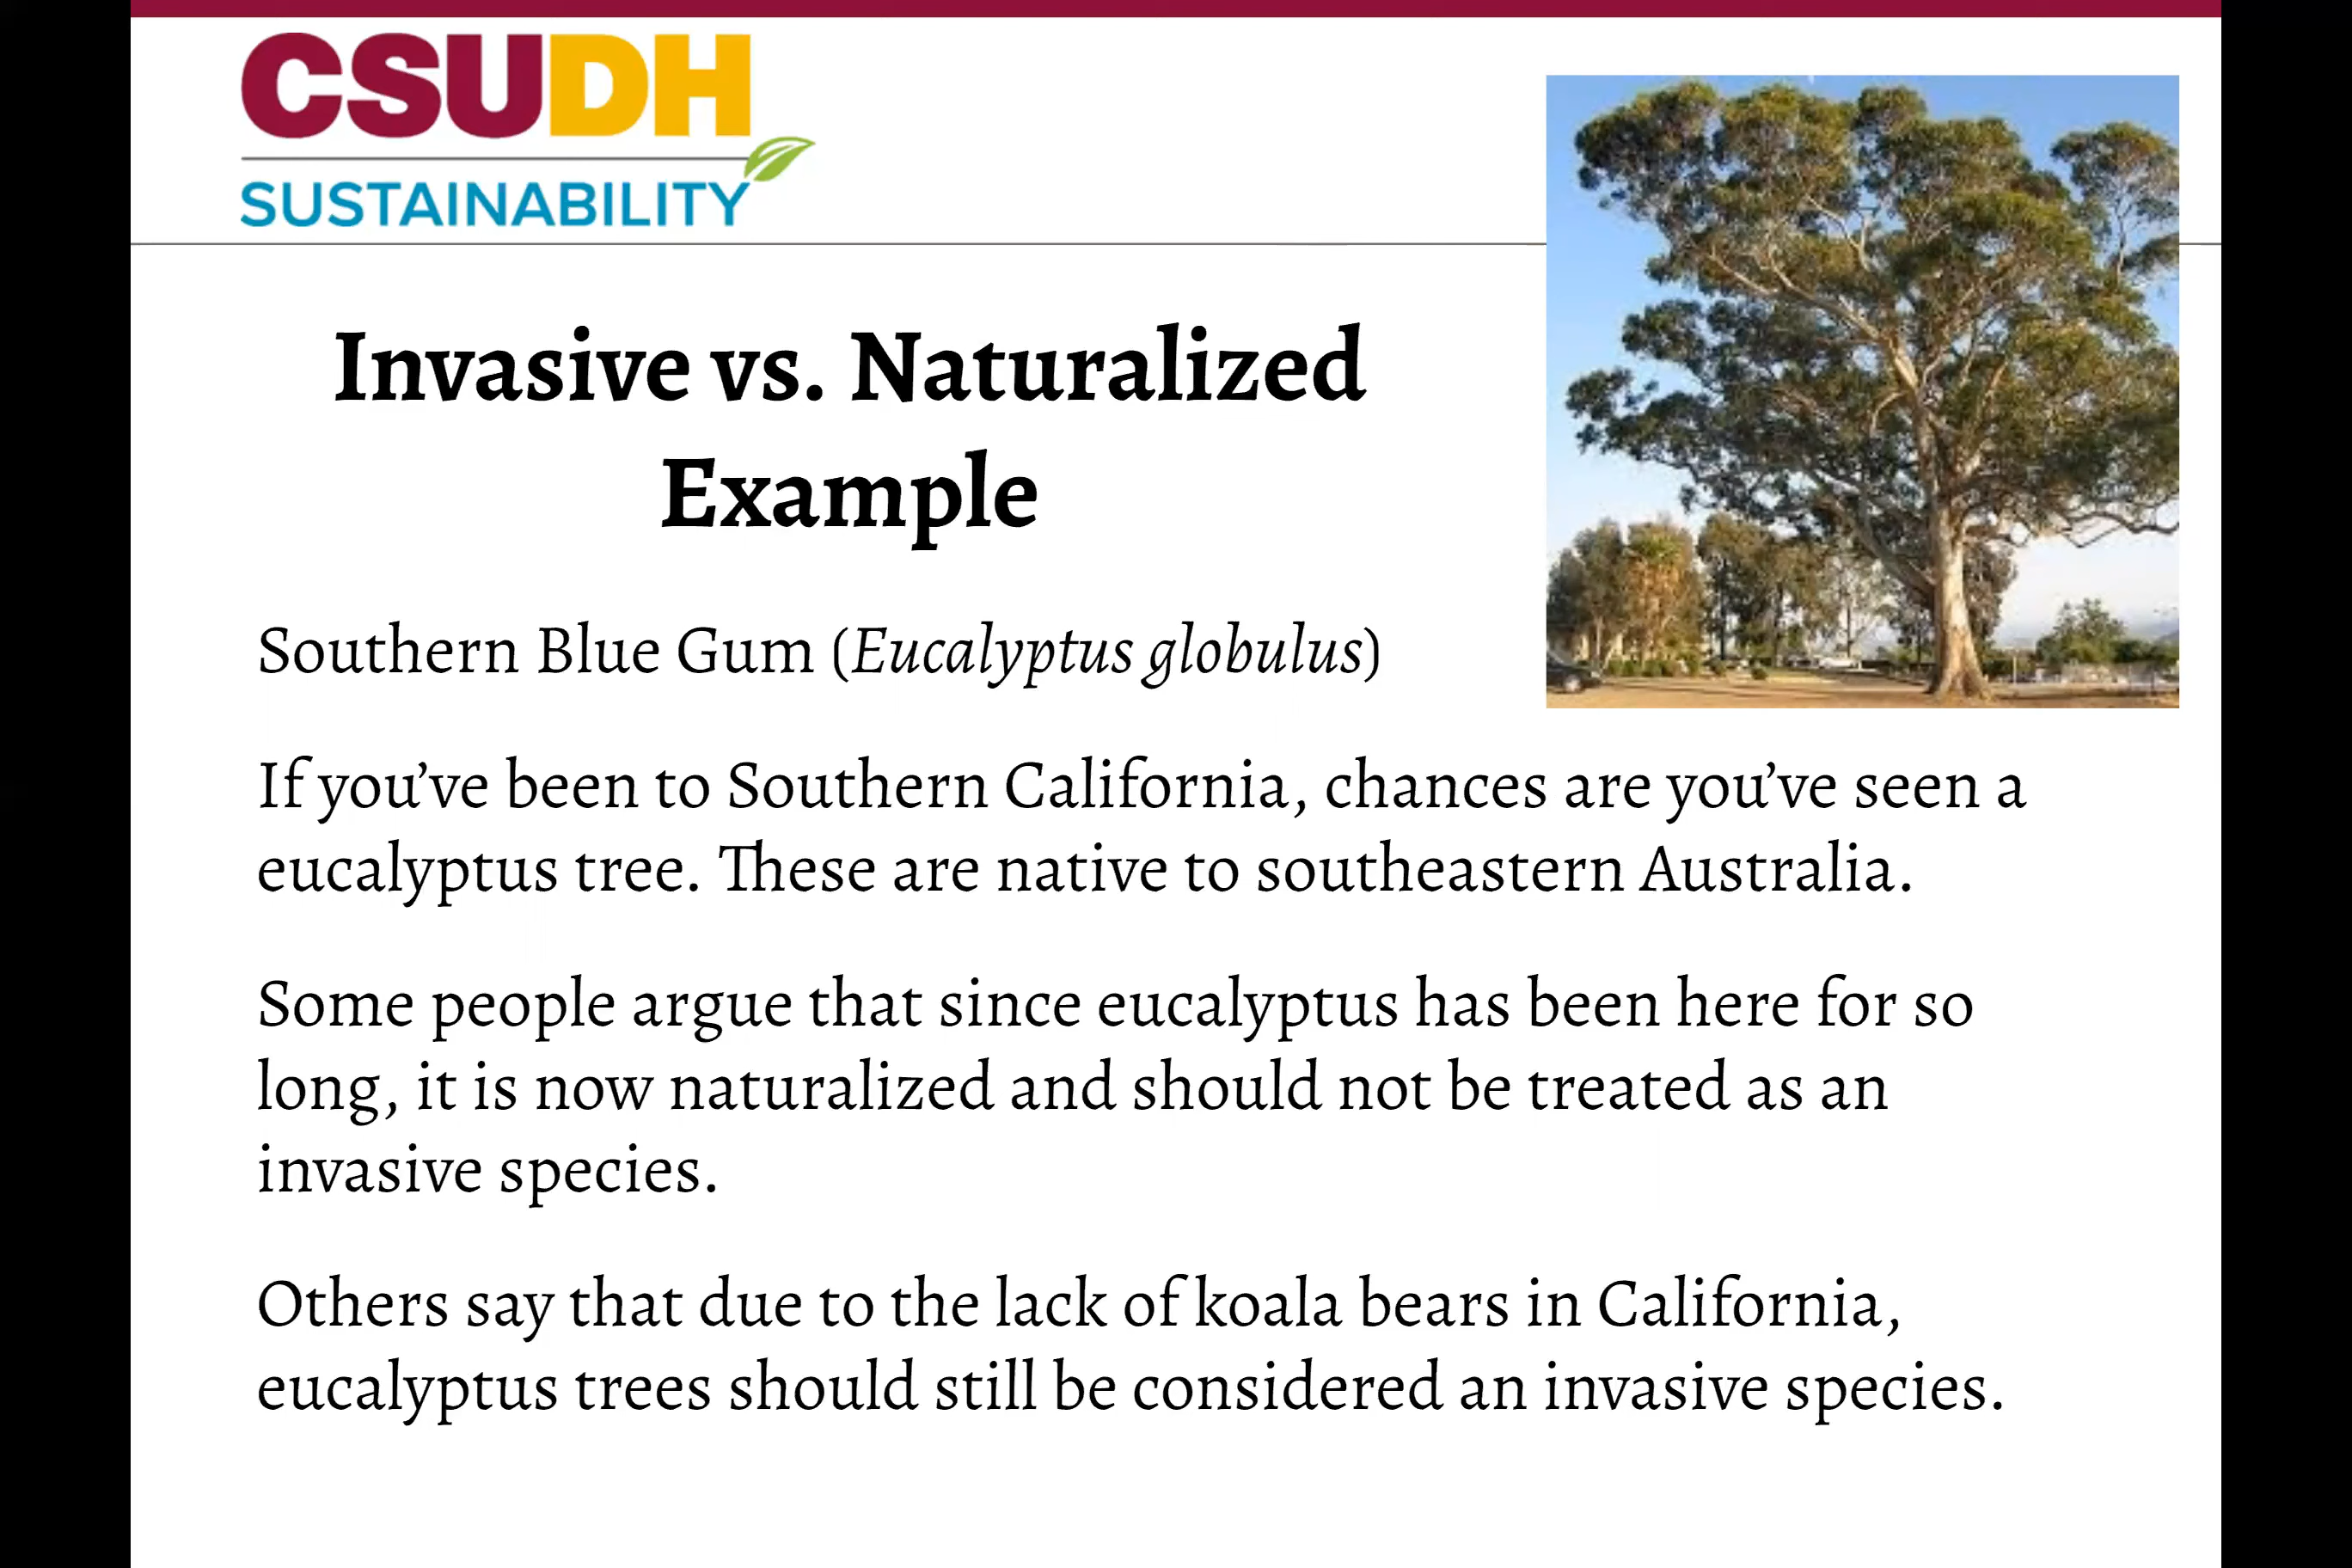 CSUDH
SUSTAINABILITY
Invasive vs. Naturalized
Example
Southern Blue Gum (Eucalyptus globulus)
If you’ve been to Southern California, chances are you’ve seen a
eucalyptus tree. These are native to southeastern Australia.
Some people argue that since eucalyptus has been here for so
long, it is now naturalized and should not be treated as an
invasive species.
Others say that due to the lack of koala bears in California,
eucalyptus trees should still be considered an invasive species.